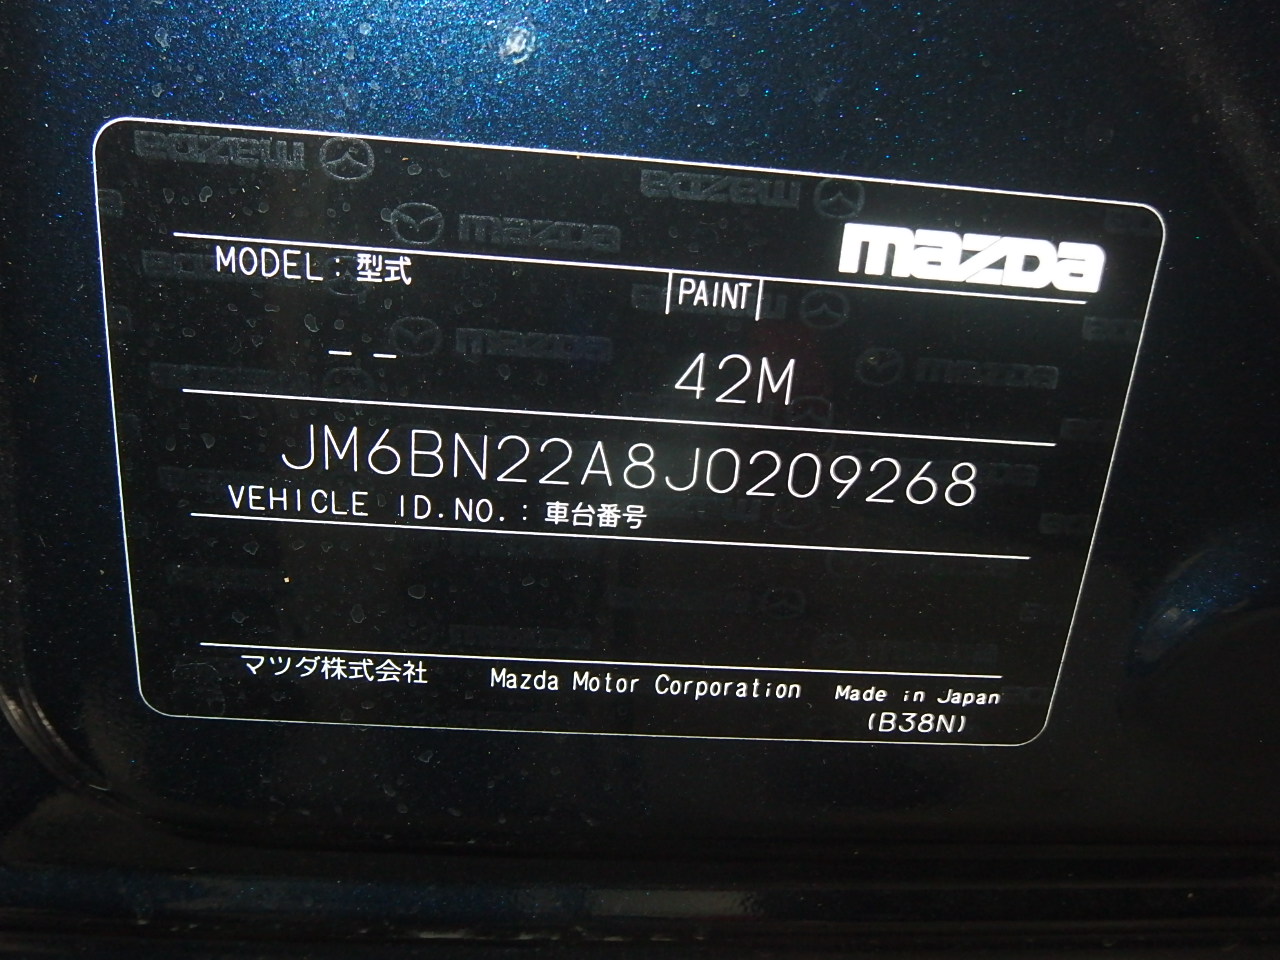 mazda
MODEL : 型式
PAINT
- -
42M
JM6BN22A8J0209268
VEHICLE ID.NO. : 車台番号
マツダ株式会社 Mazda Motor Corporation Made in Japan
(B38N)